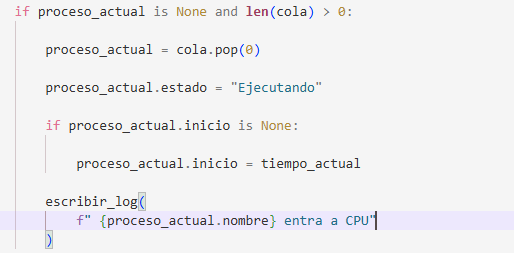 if proceso_actual is None and len(cola) > 0:
proceso_actual = cola.pop(0)
proceso_actual.estado = "Ejecutando"
if proceso_actual.inicio is None:
proceso_actual.inicio = tiempo_actual
escribir_log(
f" {proceso_actual.nombre} entra a CPU"
)